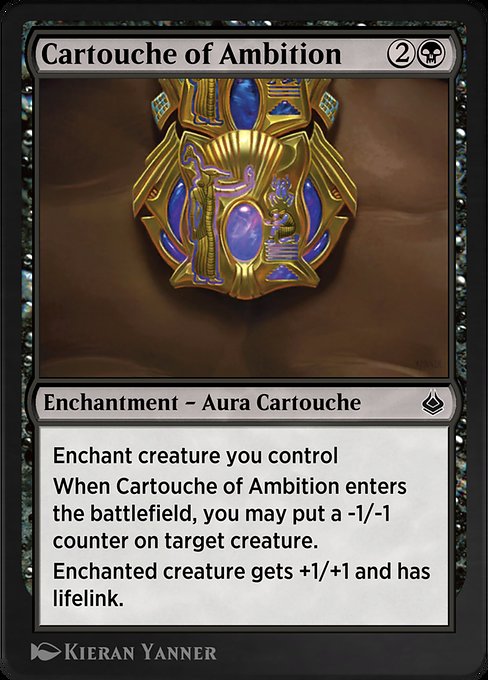 Cartouche of Ambition 2
Enchantment – Aura Cartouche
Enchant creature you control
When Cartouche of Ambition enters
the battlefield, you may put a -1/-1
counter on target creature.
Enchanted creature gets +1/+1 and has
lifelink.
Kieran Yanner